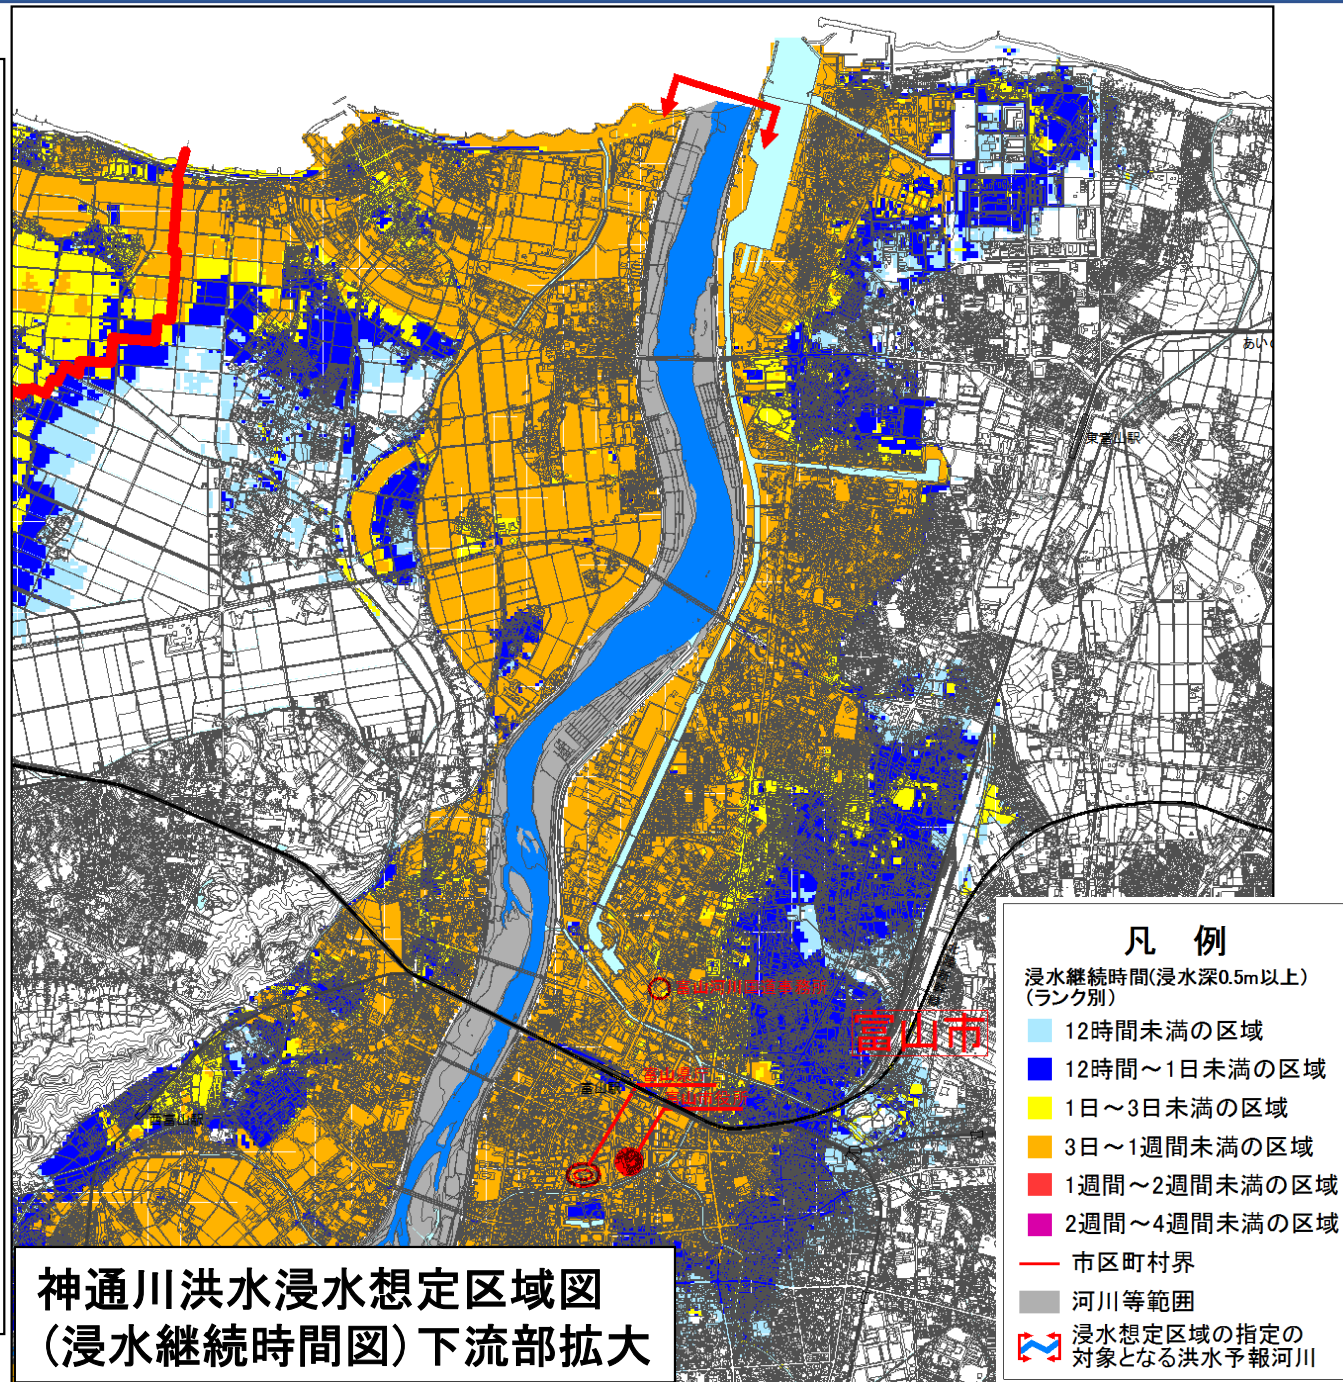 あいの
東富山駅
富山市
富山駅
富山県庁
富山市役所
西富山駅
凡 例
浸水継続時間(浸水深0.5m以上)
(ランク別)
12時間未満の区域
12時間～1日未満の区域
1日～3日未満の区域
3日～1週間未満の区域
1週間～2週間未満の区域
2週間～4週間未満の区域
市区町村界
河川等範囲
浸水想定区域の指定の
対象となる洪水予報河川
神通川洪水浸水想定区域図
(浸水継続時間図)下流部拡大